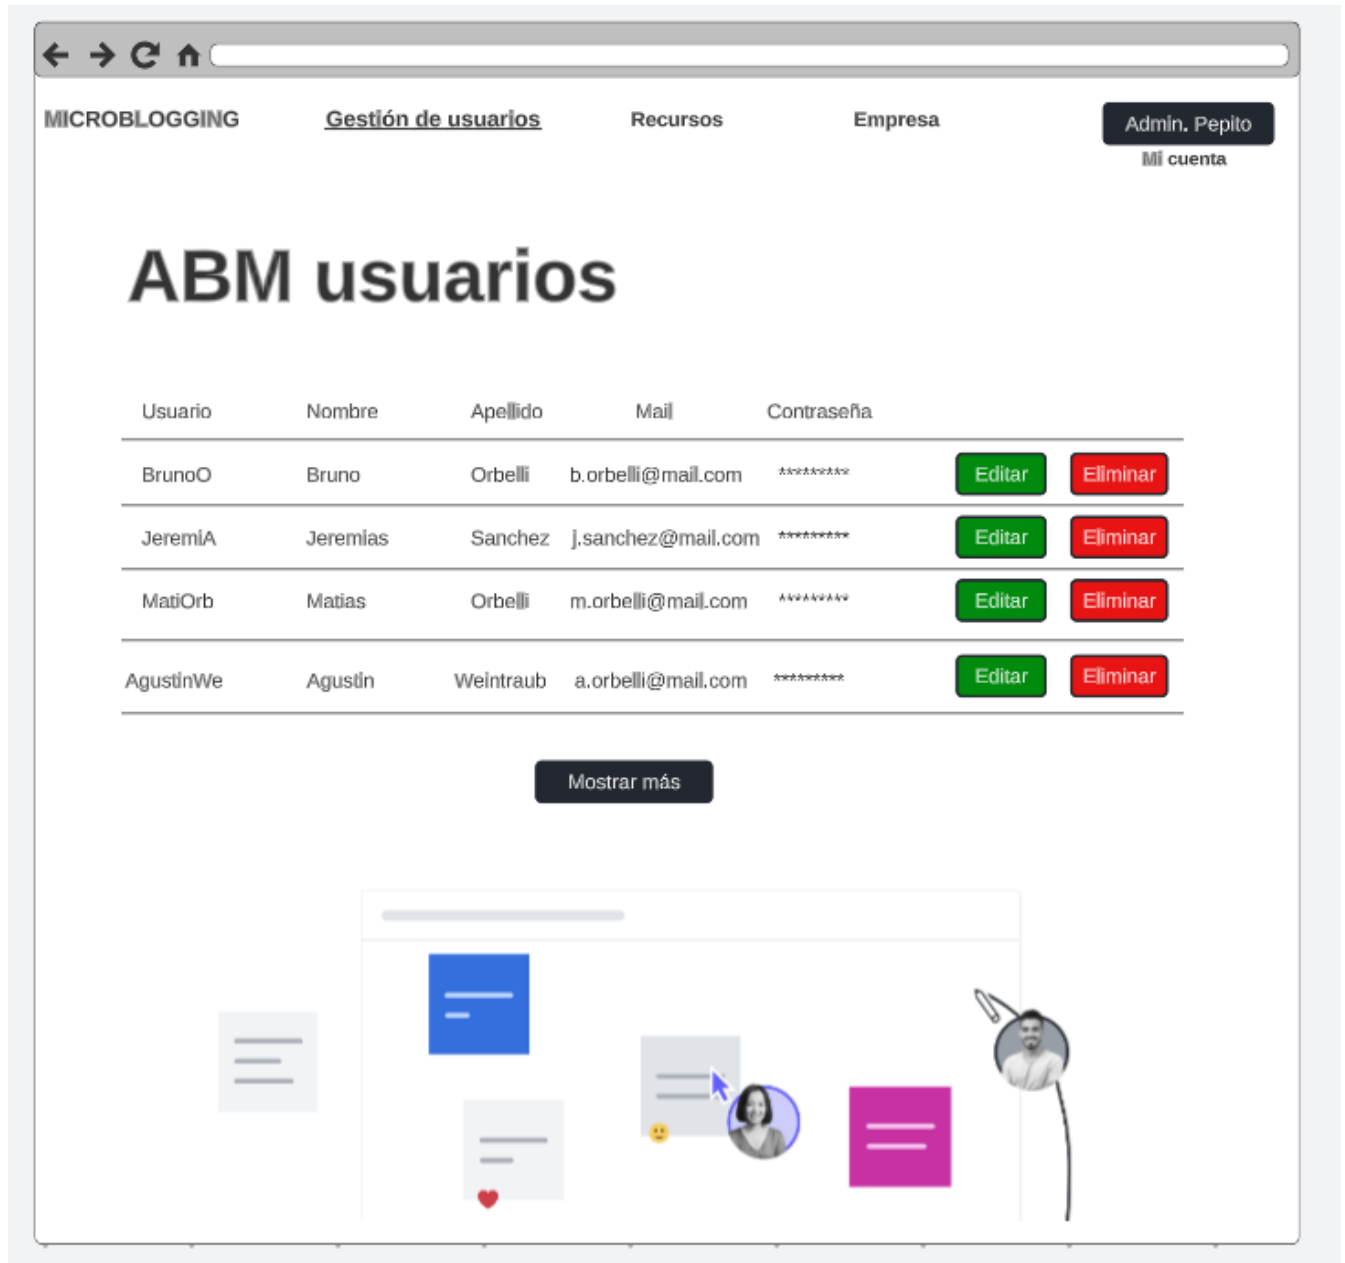 MICROBLOGGING Gestión de usuarios Recursos Empresa Admin. Pepito
Mi cuenta
ABM usuarios
Usuario Nombre Apellido Mail Contraseña
BrunoO Bruno Orbelli b.orbelli@mail.com ********* Editar Eliminar
JeremiA Jeremias Sanchez j.sanchez@mail.com ********* Editar Eliminar
MatiOrb Matias Orbelli m.orbelli@mail.com ********* Editar Eliminar
AgustinWe Agustin Weintraub a.orbelli@mail.com ********* Editar Eliminar
Mostrar más